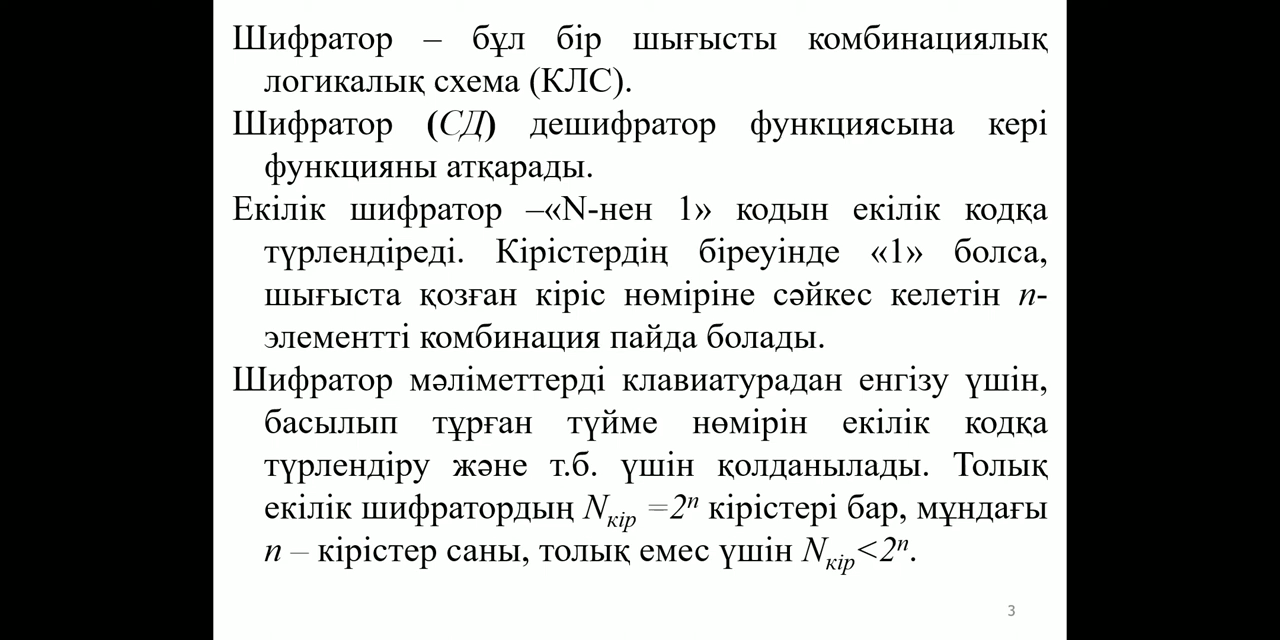 Шифратор – бұл бір шығысты комбинациялық
логикалық схема (КЛС).
Шифратор (СД) дешифратор функциясына кері
функцияны атқарады.
Екілік шифратор –«N-нен 1» кодын екілік кодқа
түрлендіреді. Кірістердің біреуінде «1» болса,
шығыста қозған кіріс нөміріне сәйкес келетін n-
элементті комбинация пайда болады.
Шифратор мәліметтерді клавиатурадан енгізу үшін,
басылып тұрған түйме нөмірін екілік кодқа
түрлендіру және т.б. үшін қолданылады. Толық
екілік шифратордың Nкір =2ⁿ кірістері бар, мұндағы
n – кірістер саны, толық емес үшін Nкір<2ⁿ.
3